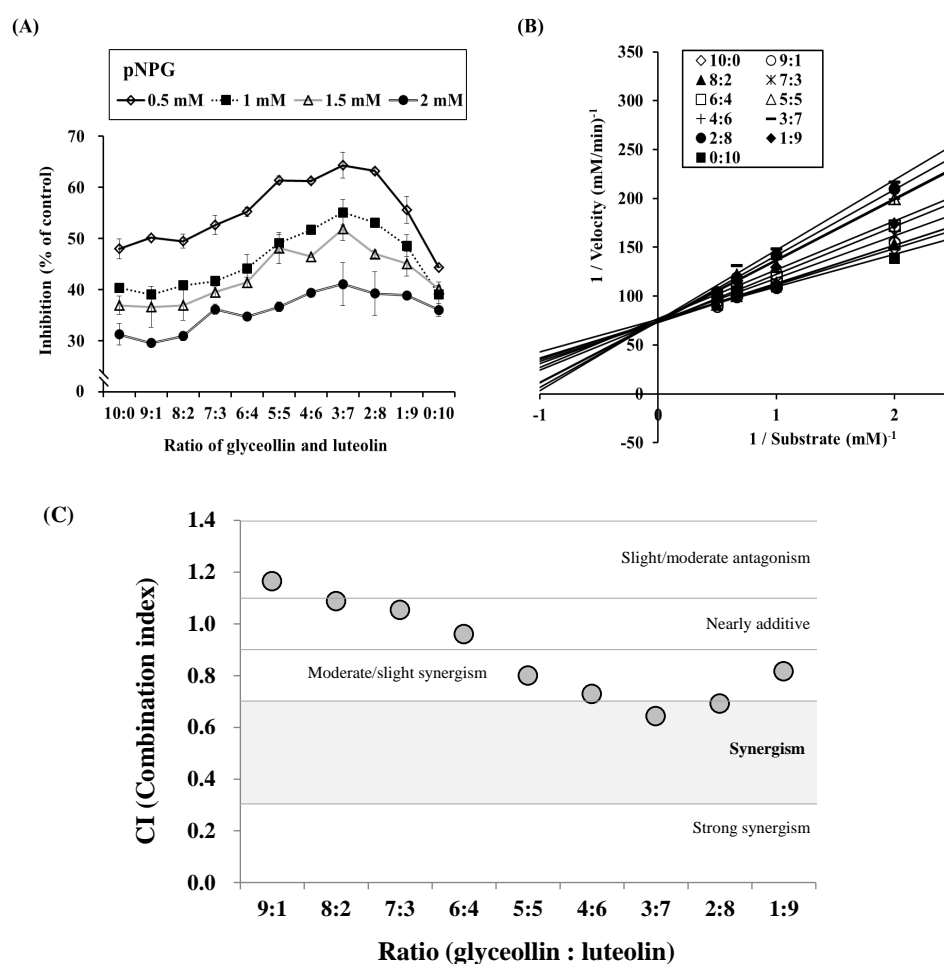 (A)
pNPG
0.5 mM 1 mM 1.5 mM 2 mM
70
60
50
40
30
0
Inhibition (% of control)
10:0 9:1 8:2 7:3 6:4 5:5 4:6 3:7 2:8 1:9 0:10
Ratio of glyceollin and luteolin
(B)
350
300
250
200
150
100
50
0
-50
1 / Velocity (mM/min)-1
10:0 9:1
8:2 7:3
6:4 5:5
4:6 3:7
2:8 1:9
0:10
-1 0 1 2
1 / Substrate (mM)-1
(C)
1.4
1.2
1.0
0.8
0.6
0.4
0.2
0.0
CI (Combination index)
Slight/moderate antagonism
Nearly additive
Moderate/slight synergism
Synergism
Strong synergism
9:1 8:2 7:3 6:4 5:5 4:6 3:7 2:8 1:9
Ratio (glyceollin : luteolin)